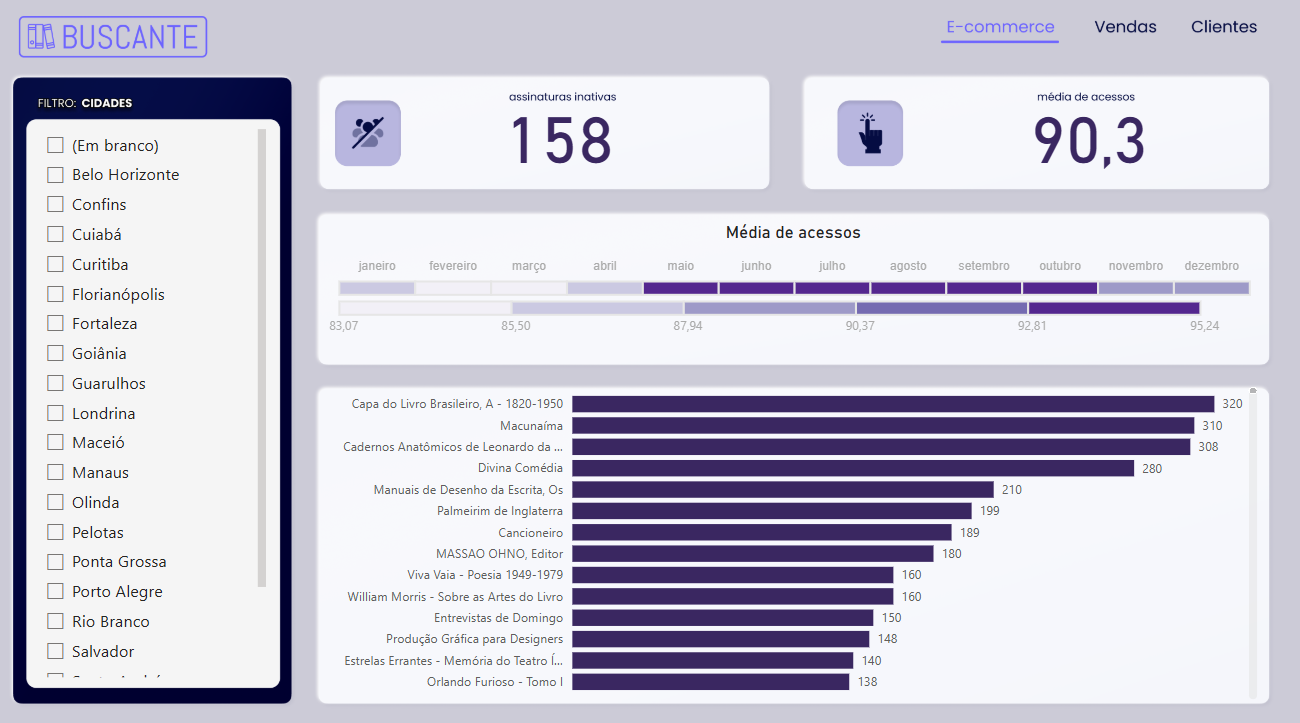 BUSCANTE
E-commerce Vendas Clientes
FILTRO: CIDADES
(Em branco)
Belo Horizonte
Confins
Cuiabá
Curitiba
Florianópolis
Fortaleza
Goiânia
Guarulhos
Londrina
Maceió
Manaus
Olinda
Pelotas
Ponta Grossa
Porto Alegre
Rio Branco
Salvador
assinaturas inativas
158
média de acessos
90,3
Média de acessos
janeiro fevereiro março abril maio junho julho agosto setembro outubro novembro dezembro
83,07 85,50 87,94 90,37 92,81 95,24
Capa do Livro Brasileiro, A - 1820-1950 320
Macunaíma 310
Cadernos Anatômicos de Leonardo da ... 308
Divina Comédia 280
Manuais de Desenho da Escrita, Os 210
Palmeirim de Inglaterra 199
Cancioneiro 189
MASSAO OHNO, Editor 180
Viva Vaia - Poesia 1949-1979 160
William Morris - Sobre as Artes do Livro 160
Entrevistas de Domingo 150
Produção Gráfica para Designers 148
Estrelas Errantes - Memória do Teatro Í... 140
Orlando Furioso - Tomo I 138